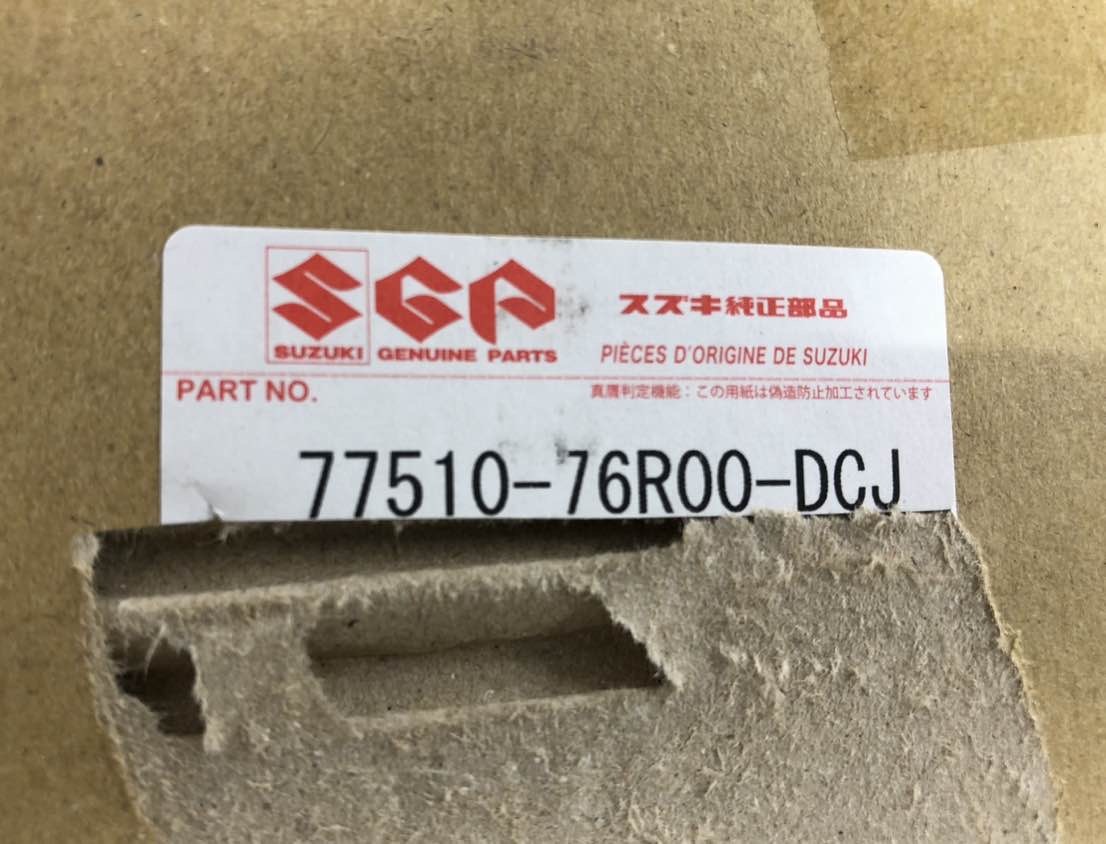 SGP
スズキ純正部品
SUZUKI GENUINE PARTS
PIÈCES D'ORIGINE DE SUZUKI
PART NO.
真贋判定機能：この用紙は偽造防止加工されています
77510-76R00-DCJ